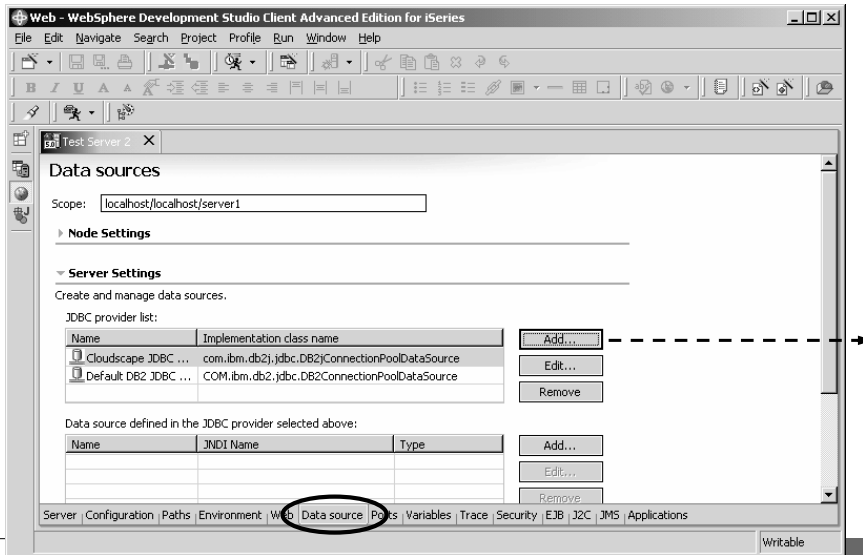 Web - WebSphere Development Studio Client Advanced Edition for iSeries
File Edit Navigate Search Project Profile Run Window Help
B I U A A
Test Server 2
Data sources
Scope: localhost/localhost/server1
Node Settings
Server Settings
Create and manage data sources.
JDBC provider list:
Name Implementation class name
Add...
Cloudscape JDBC ... com.ibm.db2j.jdbc.DB2jConnectionPoolDataSource
Edit...
Default DB2 JDBC ... COM.ibm.db2.jdbc.DB2ConnectionPoolDataSource
Remove
Data source defined in the JDBC provider selected above:
Name JNDI Name Type
Add...
Edit...
Remove
Server Configuration Paths Environment Web Data source Ports Variables Trace Security EJB J2C JMS Applications
Writable